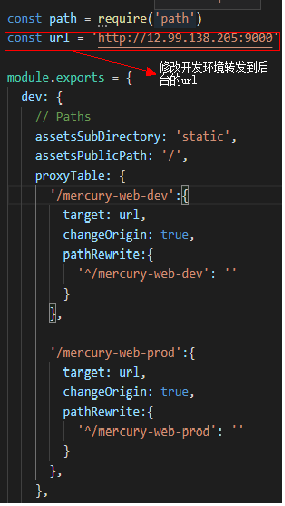 const path = require('path')
const url = 'http://12.99.138.205:9000
修改开发环境转发到后
台的url
module.exports = {
dev: {
// Paths
assetsSubDirectory: 'static',
assetsPublicPath: '/',
proxyTable: {
'/mercury-web-dev':{
target: url,
changeOrigin: true,
pathRewrite:{
'^/mercury-web-dev': ''
}
},
'/mercury-web-prod':{
target: url,
changeOrigin: true,
pathRewrite:{
'^/mercury-web-prod': ''
}
},
},